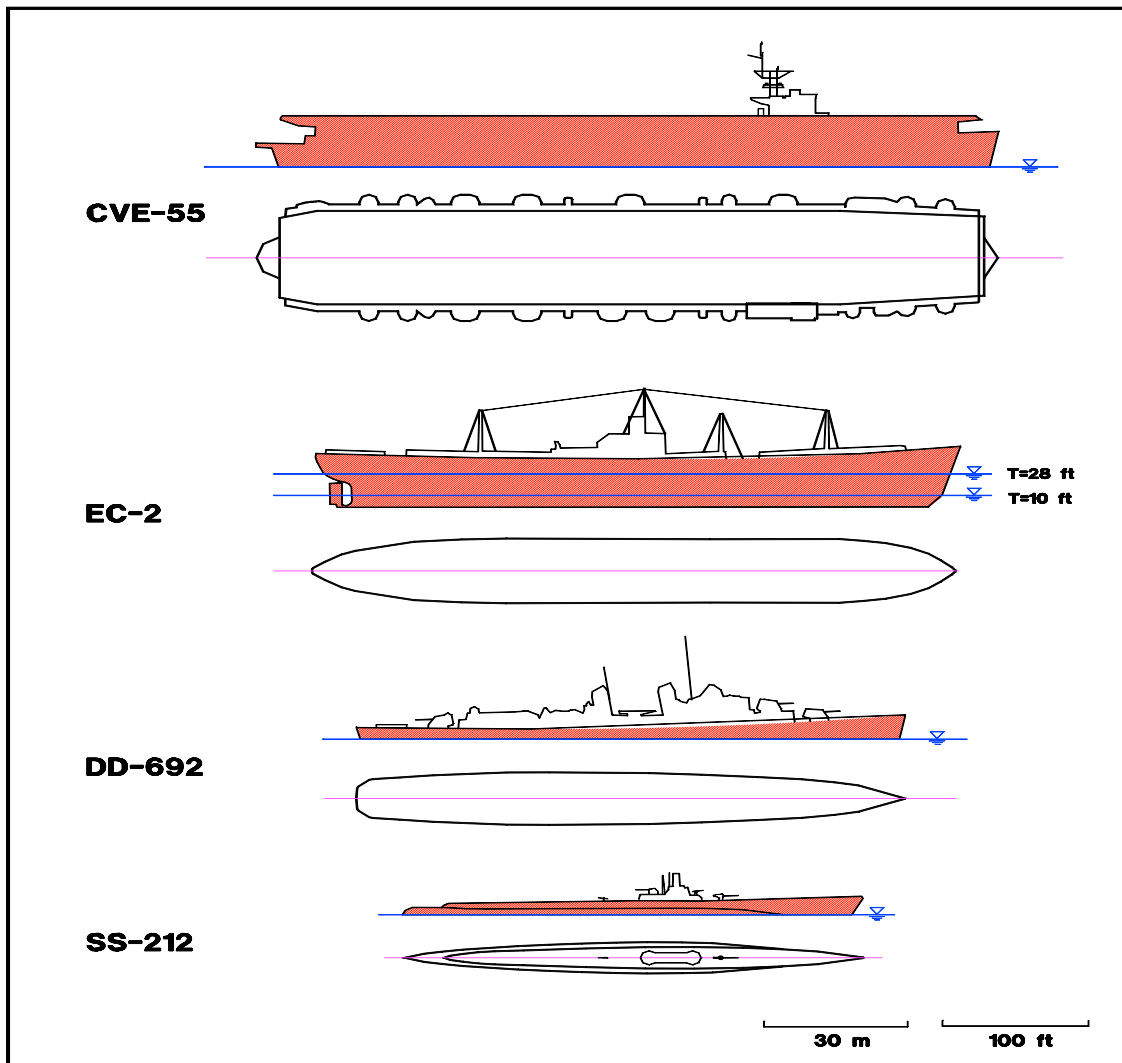 CVE-55
T=28 ft
T=10 ft
EC-2
DD-692
SS-212
30 m
100 ft